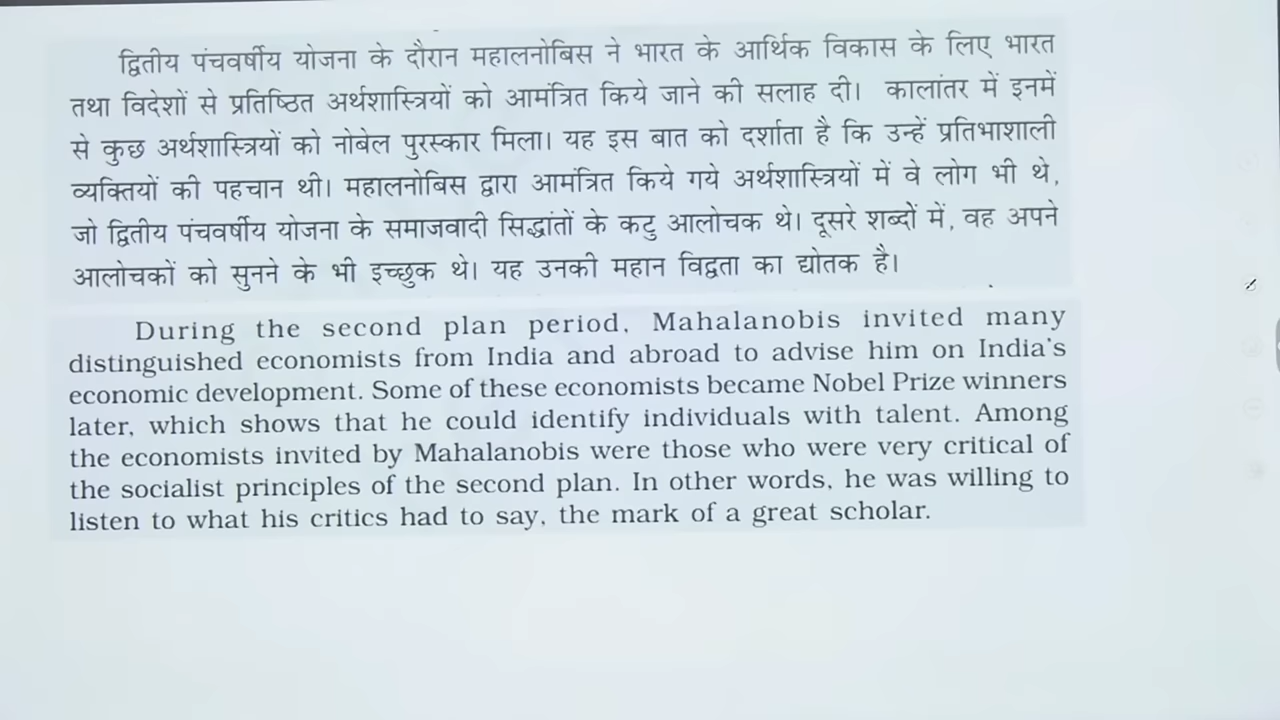 द्वितीय पंचवर्षीय योजना के दौरान महालनोबिस ने भारत के आर्थिक विकास के लिए भारत
तथा विदेशों से प्रतिष्ठित अर्थशास्त्रियों को आमंत्रित किये जाने की सलाह दी। कालांतर में इनमें
से कुछ अर्थशास्त्रियों को नोबेल पुरस्कार मिला। यह इस बात को दर्शाता है कि उन्हें प्रतिभाशाली
व्यक्तियों की पहचान थी। महालनोबिस द्वारा आमंत्रित किये गये अर्थशास्त्रियों में वे लोग भी थे,
जो द्वितीय पंचवर्षीय योजना के समाजवादी सिद्धांतों के कटु आलोचक थे। दूसरे शब्दों में, वह अपने
आलोचकों को सुनने के भी इच्छुक थे। यह उनकी महान विद्वता का द्योतक है।
During the second plan period, Mahalanobis invited many
distinguished economists from India and abroad to advise him on India's
economic development. Some of these economists became Nobel Prize winners
later, which shows that he could identify individuals with talent. Among
the economists invited by Mahalanobis were those who were very critical of
the socialist principles of the second plan. In other words, he was willing to
listen to what his critics had to say, the mark of a great scholar.